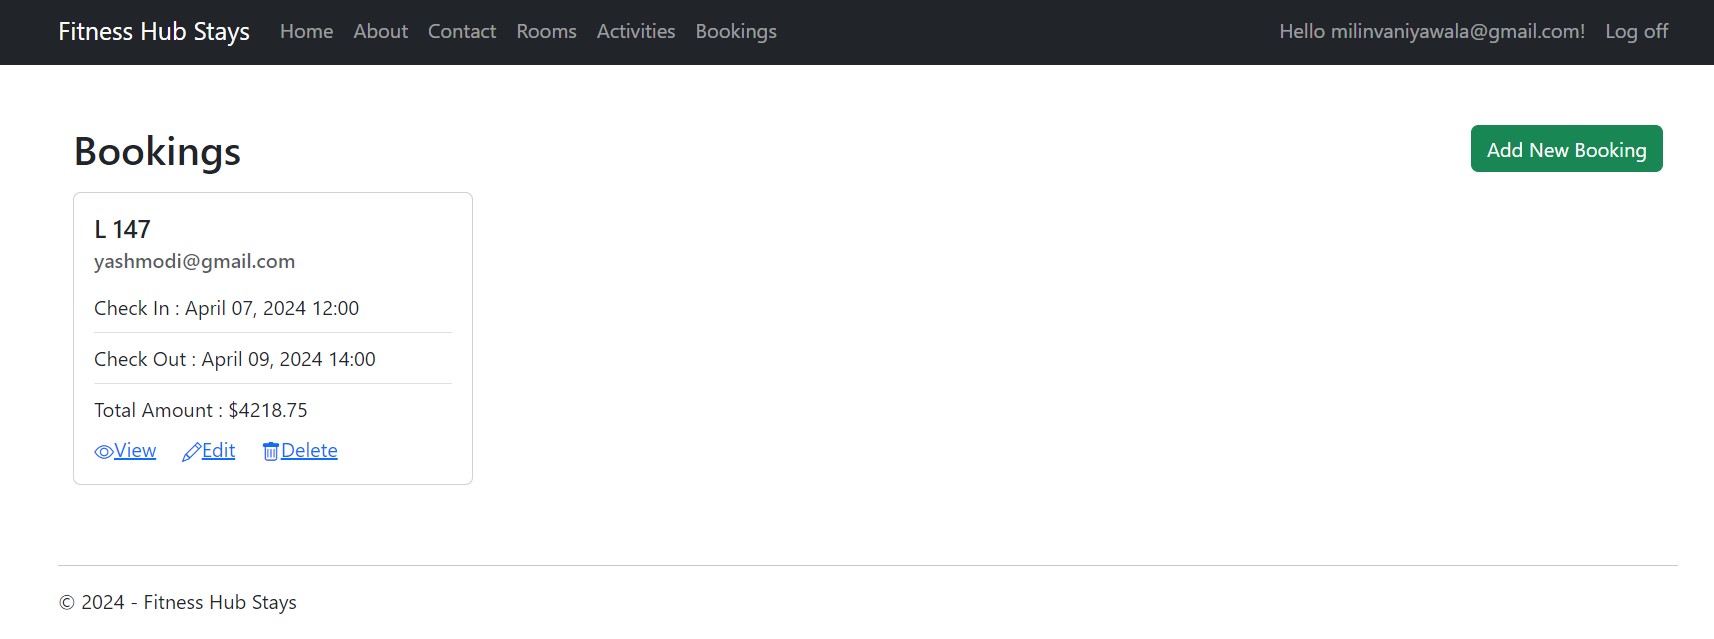 Fitness Hub Stays Home About Contact Rooms Activities Bookings Hello milinvaniyawala@gmail.com! Log off
Bookings
Add New Booking
L 147
yashmodi@gmail.com
Check In : April 07, 2024 12:00
Check Out : April 09, 2024 14:00
Total Amount : $4218.75
View Edit Delete
© 2024 - Fitness Hub Stays